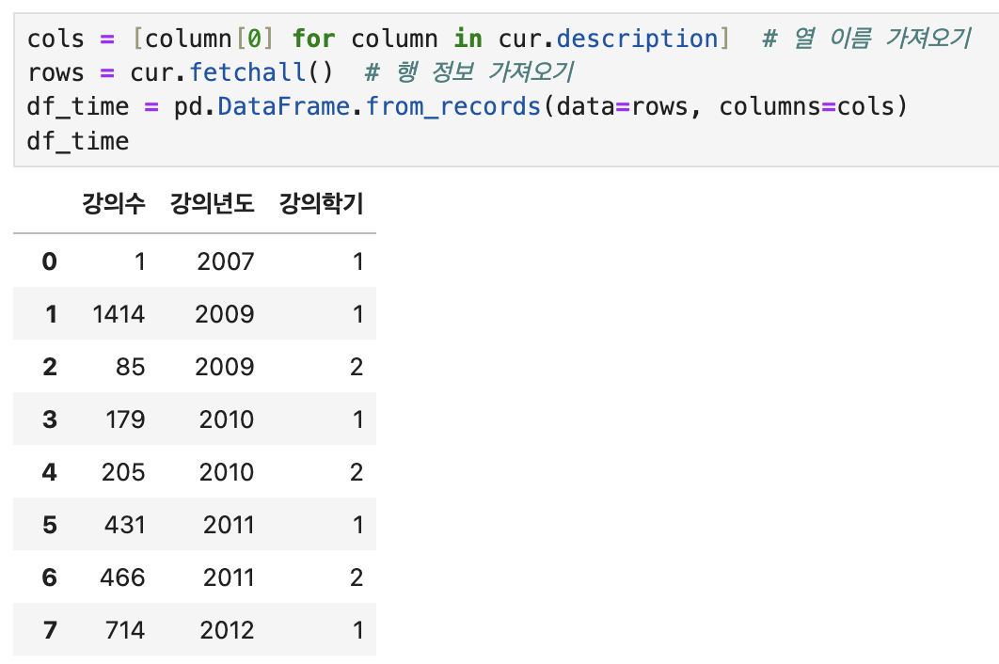 cols = [column[0] for column in cur.description]  # 열 이름 가져오기
rows = cur.fetchall()  # 행 정보 가져오기
df_time = pd.DataFrame.from_records(data=rows, columns=cols)
df_time
강의수 강의년도 강의학기
0 1 2007 1
1 1414 2009 1
2 85 2009 2
3 179 2010 1
4 205 2010 2
5 431 2011 1
6 466 2011 2
7 714 2012 1